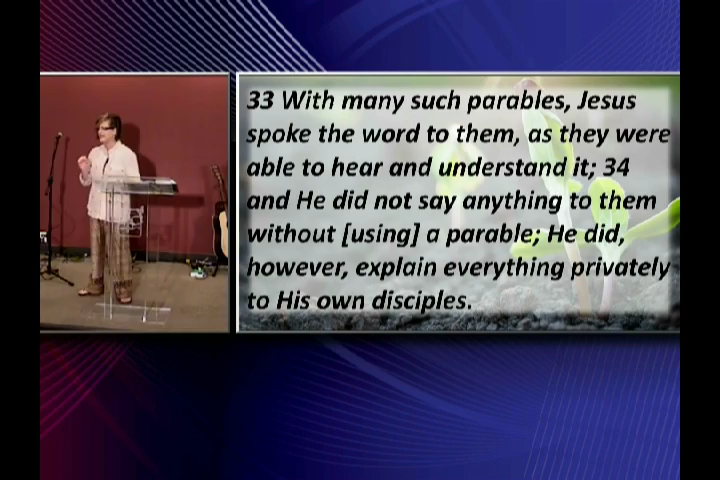 33 With many such parables, Jesus
spoke the word to them, as they were
able to hear and understand it; 34
and He did not say anything to them
without [using] a parable; He did,
however, explain everything privately
to His own disciples.